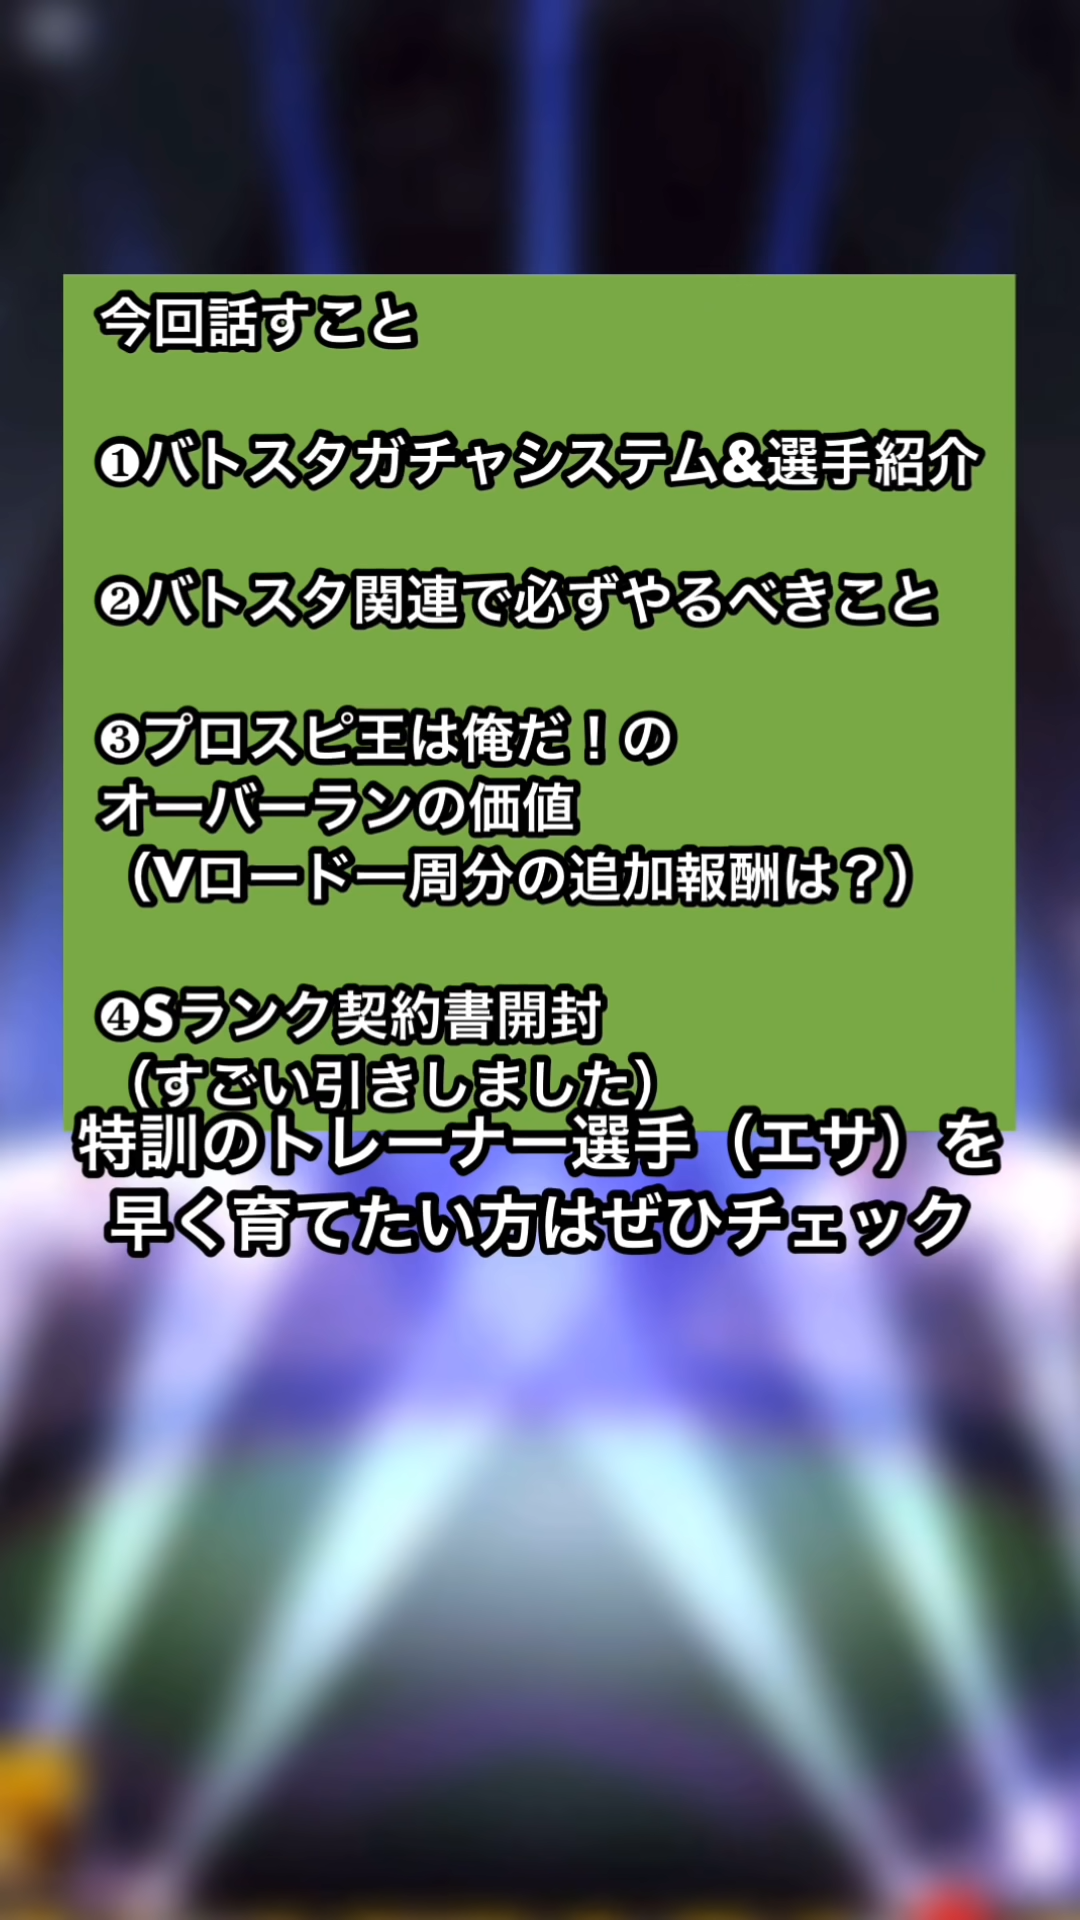 今回話すこと
❶バトスタガチャシステム&選手紹介
❷バトスタ関連で必ずやるべきこと
❸プロスピ王は俺だ！の
オーバーランの価値
（Vロード一周分の追加報酬は？）
❹Sランク契約書開封
（すごい引きしました）
特訓のトレーナー選手（エサ）を
早く育てたい方はぜひチェック